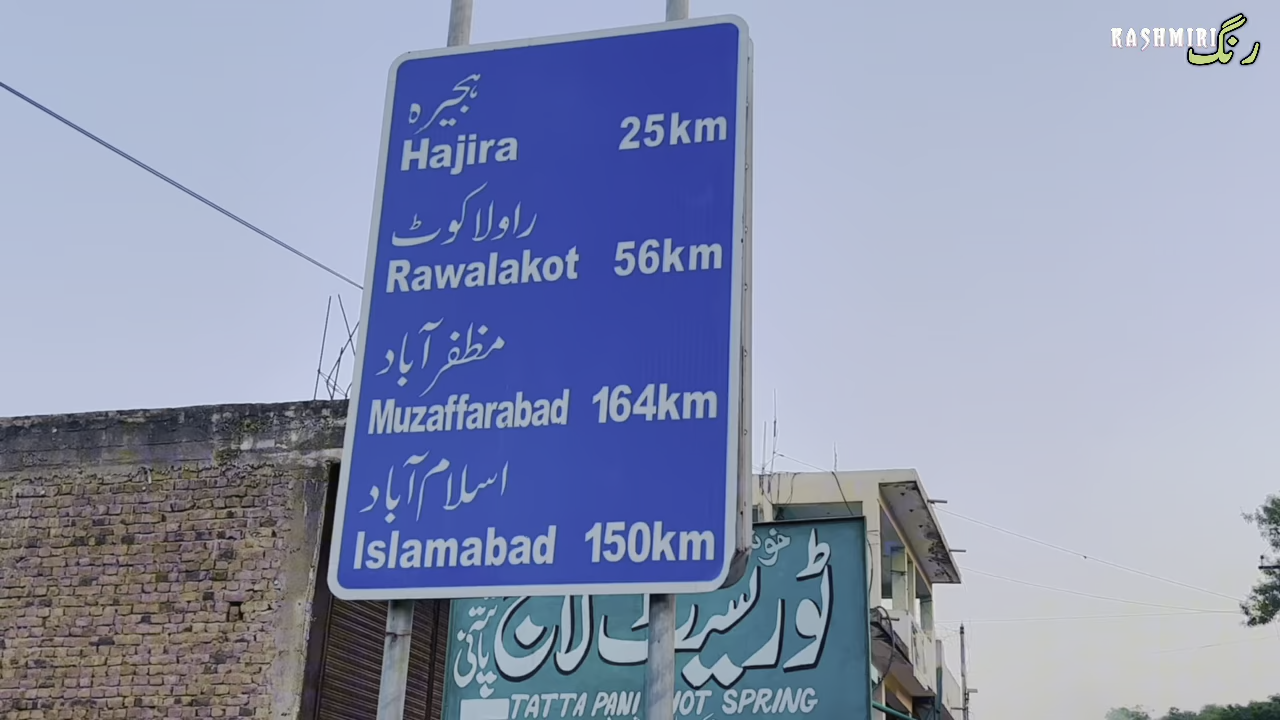 KASHMIRI رنگ
ہجیرہ
Hajira 25km
راولاکوٹ
Rawalakot 56km
مظفرآباد
Muzaffarabad 164km
اسلام آباد
Islamabad 150km
ٹورسٹ لاج
TATTA PANI HOT SPRING